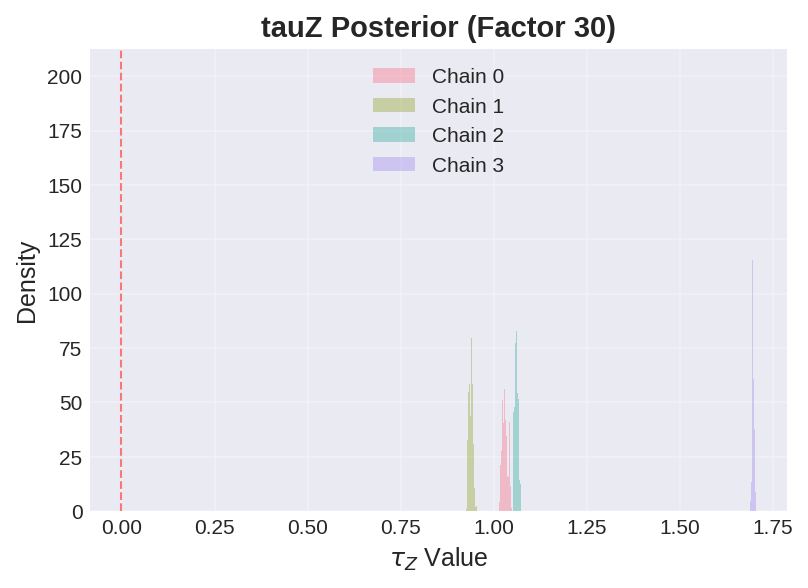 tauZ Posterior (Factor 30)
Chain 0
Chain 1
Chain 2
Chain 3
200
175
150
125
100
75
50
25
0
Density
0.00 0.25 0.50 0.75 1.00 1.25 1.50 1.75
τ_Z Value